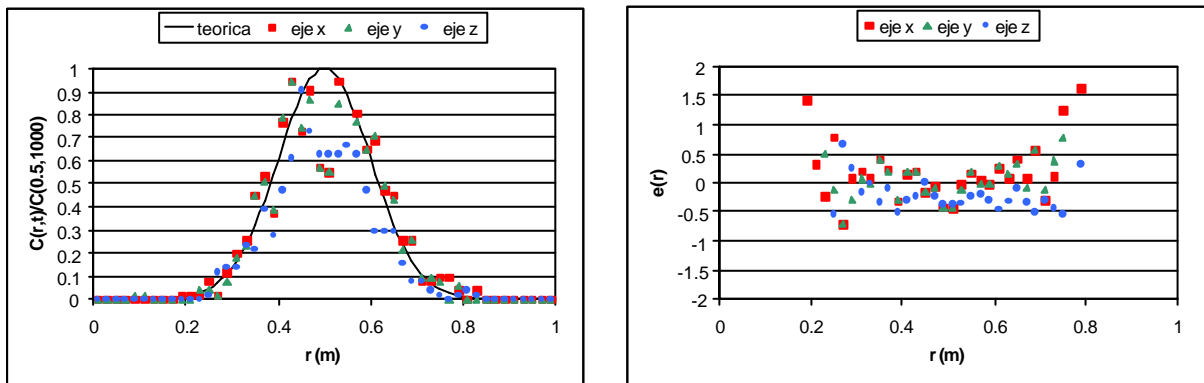 teorica eje x eje y eje z
1
0.9
0.8
0.7
0.6
0.5
0.4
0.3
0.2
0.1
0
C(r,t)/C(0.5,1000)
0 0.2 0.4 0.6 0.8 1
r (m)
eje x eje y eje z
2
1.5
1
0.5
0
-0.5
-1
-1.5
-2
e(r)
0 0.2 0.4 0.6 0.8 1
r (m)